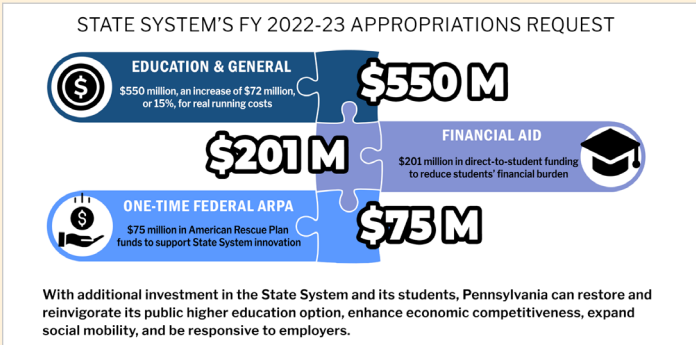 STATE SYSTEM'S FY 2022-23 APPROPRIATIONS REQUEST
EDUCATION & GENERAL
$550 million, an increase of $72 million,
or 15%, for real running costs
$550 M
$201 M
FINANCIAL AID
$201 million in direct-to-student funding
to reduce students' financial burden
ONE-TIME FEDERAL ARPA
$75 million in American Rescue Plan
funds to support State System innovation
$75 M
With additional investment in the State System and its students, Pennsylvania can restore and
reinvigorate its public higher education option, enhance economic competitiveness, expand
social mobility, and be responsive to employers.